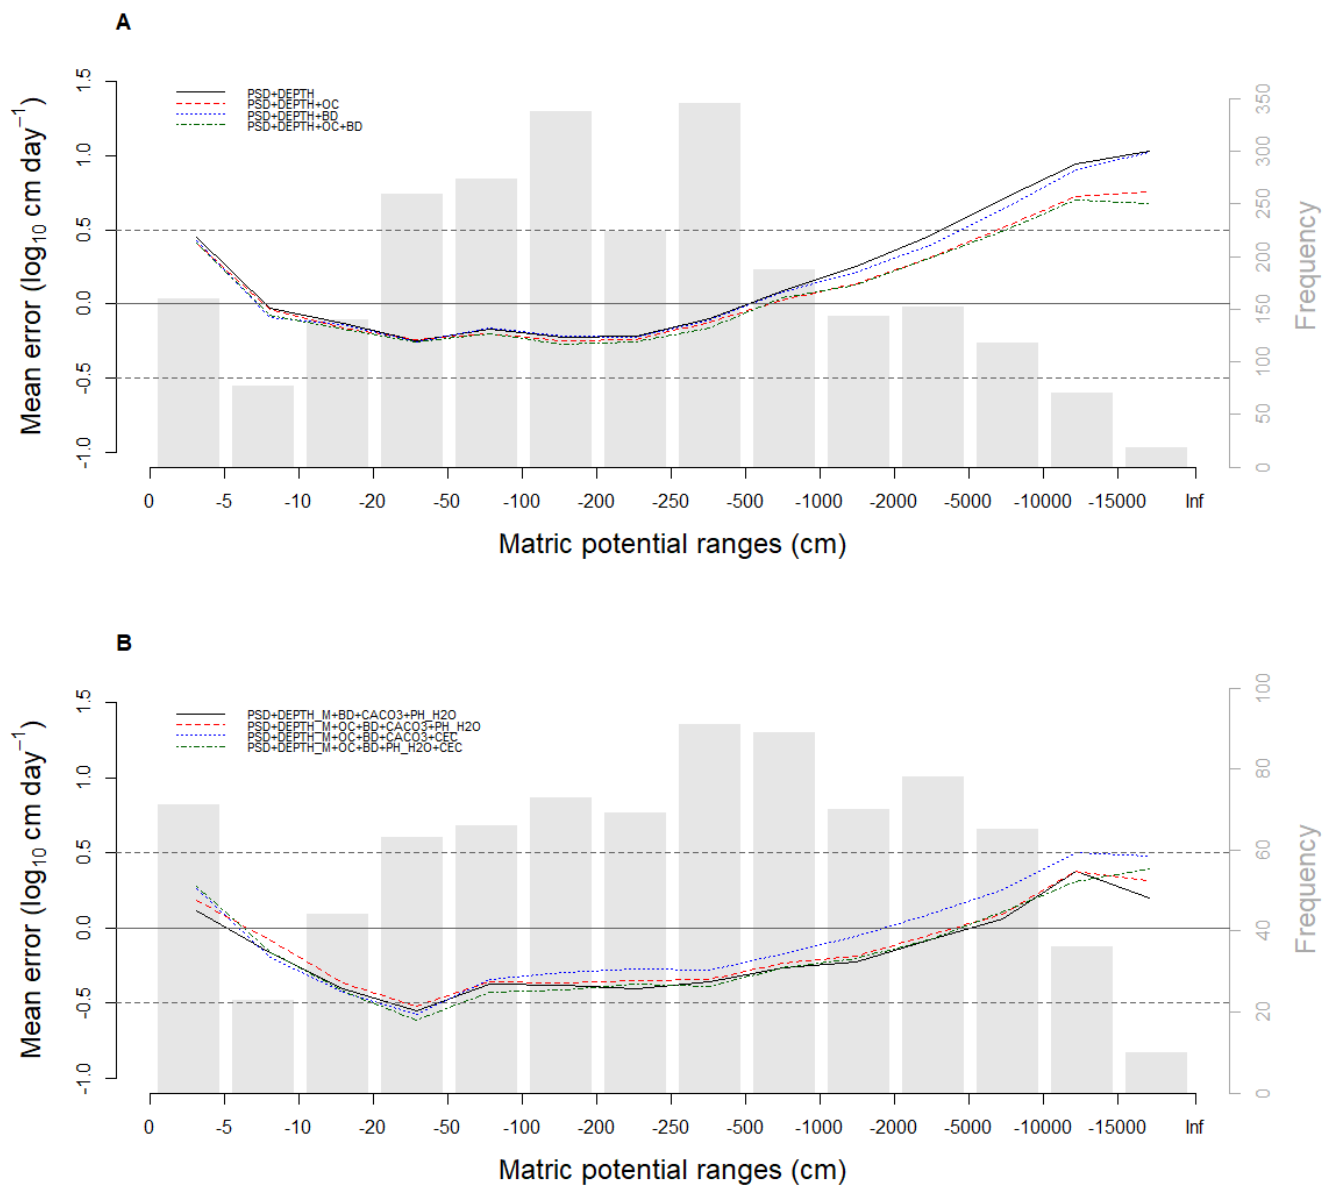 A
Mean error (log10 cm day−1)
1.5
1.0
0.5
0.0
-0.5
-1.0
PSD+DEPTH
PSD+DEPTH+OC
PSD+DEPTH+BD
PSD+DEPTH+OC+BD
350
300
250
200
150
100
50
0
Frequency
0 -5 -10 -20 -50 -100 -200 -250 -500 -1000 -2000 -5000 -10000 -15000 Inf
Matric potential ranges (cm)
B
Mean error (log10 cm day−1)
1.5
1.0
0.5
0.0
-0.5
-1.0
PSD+DEPTH_M+BD+CACO3+PH_H2O
PSD+DEPTH_M+OC+BD+CACO3+PH_H2O
PSD+DEPTH_M+OC+BD+CACO3+CEC
PSD+DEPTH_M+OC+BD+PH_H2O+CEC
100
80
60
40
20
0
Frequency
0 -5 -10 -20 -50 -100 -200 -250 -500 -1000 -2000 -5000 -10000 -15000 Inf
Matric potential ranges (cm)